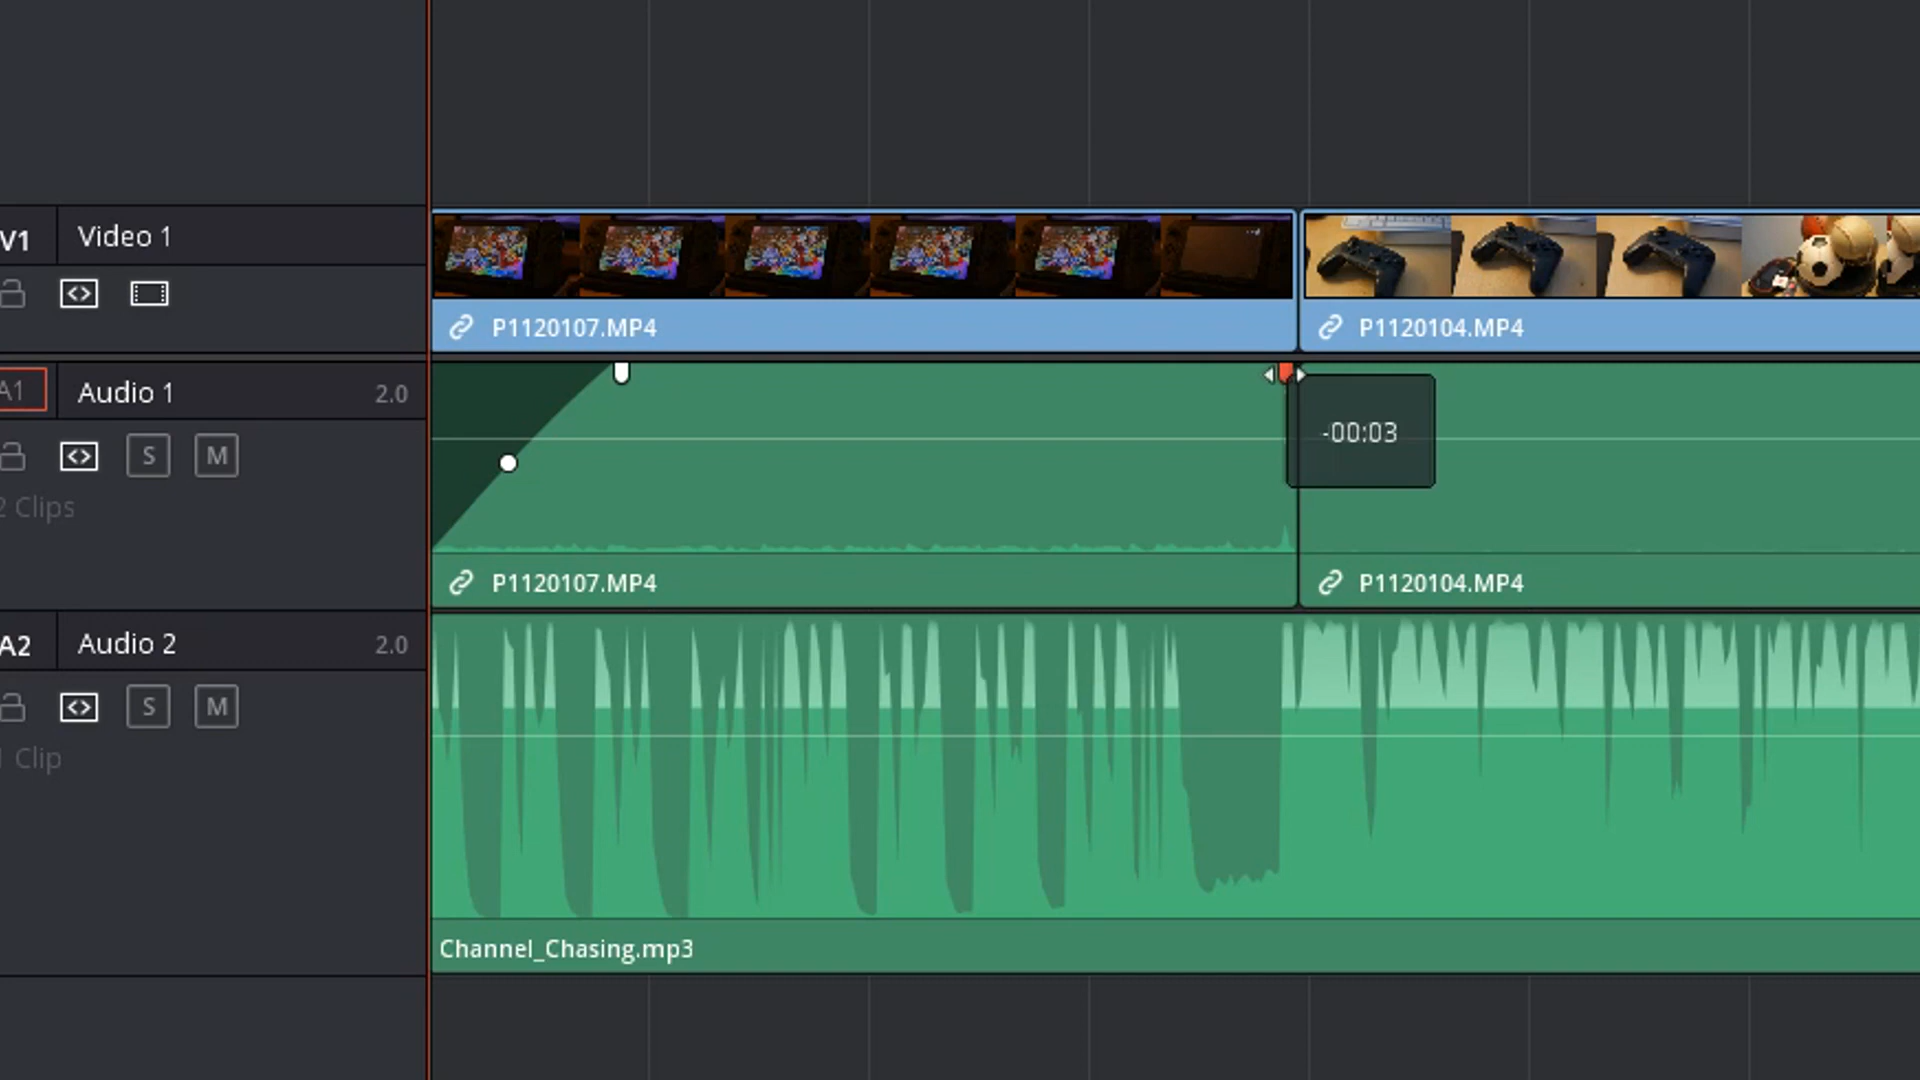 V1 Video 1
P1120107.MP4 P1120104.MP4
A1 Audio 1 2.0
-00:03
S M
2 Clips
P1120107.MP4 P1120104.MP4
A2 Audio 2 2.0
S M
1 Clip
Channel_Chasing.mp3